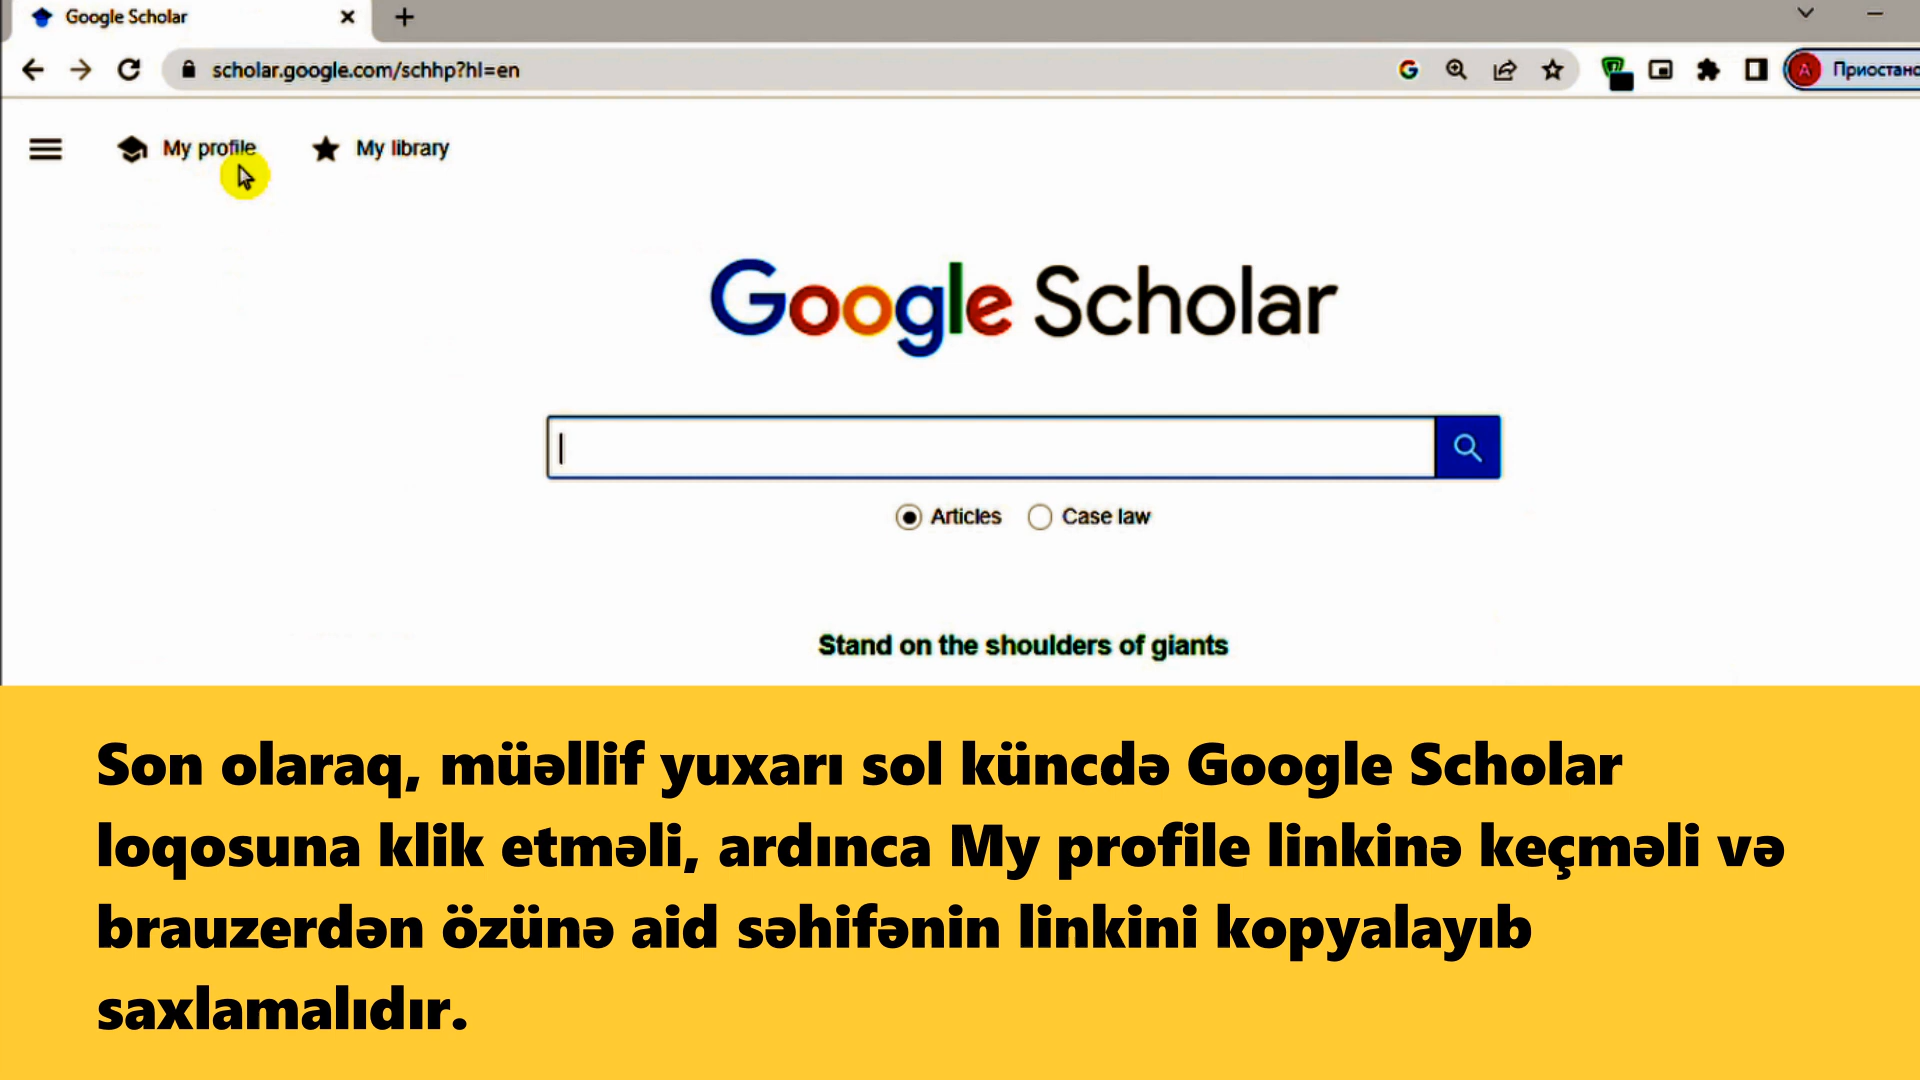 Google Scholar
scholar.google.com/schhp?hl=en
My profile
My library
Google Scholar
Articles
Case law
Stand on the shoulders of giants
Son olaraq, müəllif yuxarı sol küncdə Google Scholar
loqosuna klik etməli, ardınca My profile linkinə keçməli və
brauzerdən özünə aid səhifənin linkini kopyalayıb
saxlamalıdır.